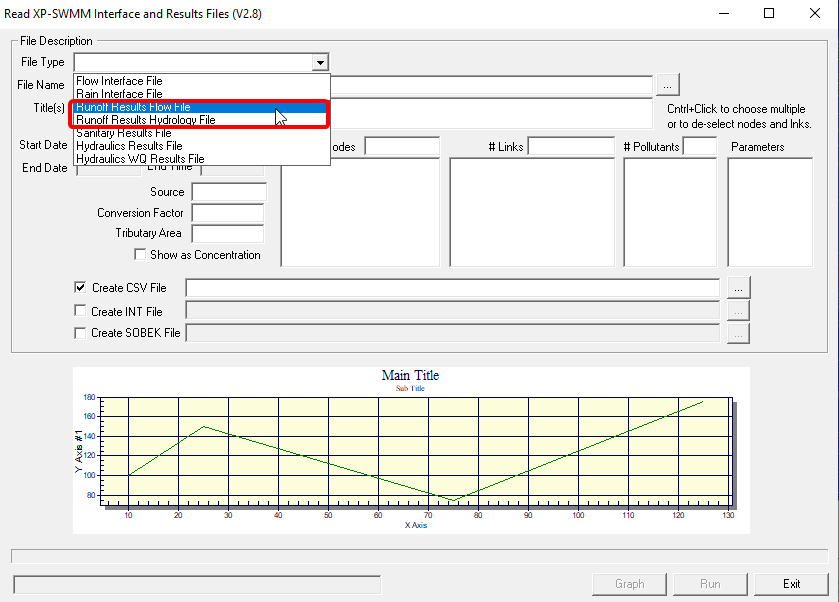 Read XP-SWMM Interface and Results Files (V2.8)
File Description
File Type
File Name
Flow Interface File
Rain Interface File
Runoff Results Flow File
Runoff Results Hydrology File
Sanitary Results File
Hydraulics Results File
Hydraulics WQ Results File
...
Title(s)
Cntrl+Click to choose multiple
or to de-select nodes and lnks.
Start Date
odes
# Links
# Pollutants
Parameters
End Date
End Time
Source
Conversion Factor
Tributary Area
Show as Concentration
Create CSV File
...
Create INT File
...
Create SOBEK File
...
Main Title
Sub Title
Y Axis #1
180
160
140
120
100
80
10 20 30 40 50 60 70 80 90 100 110 120 130
X Axis
Graph Run Exit